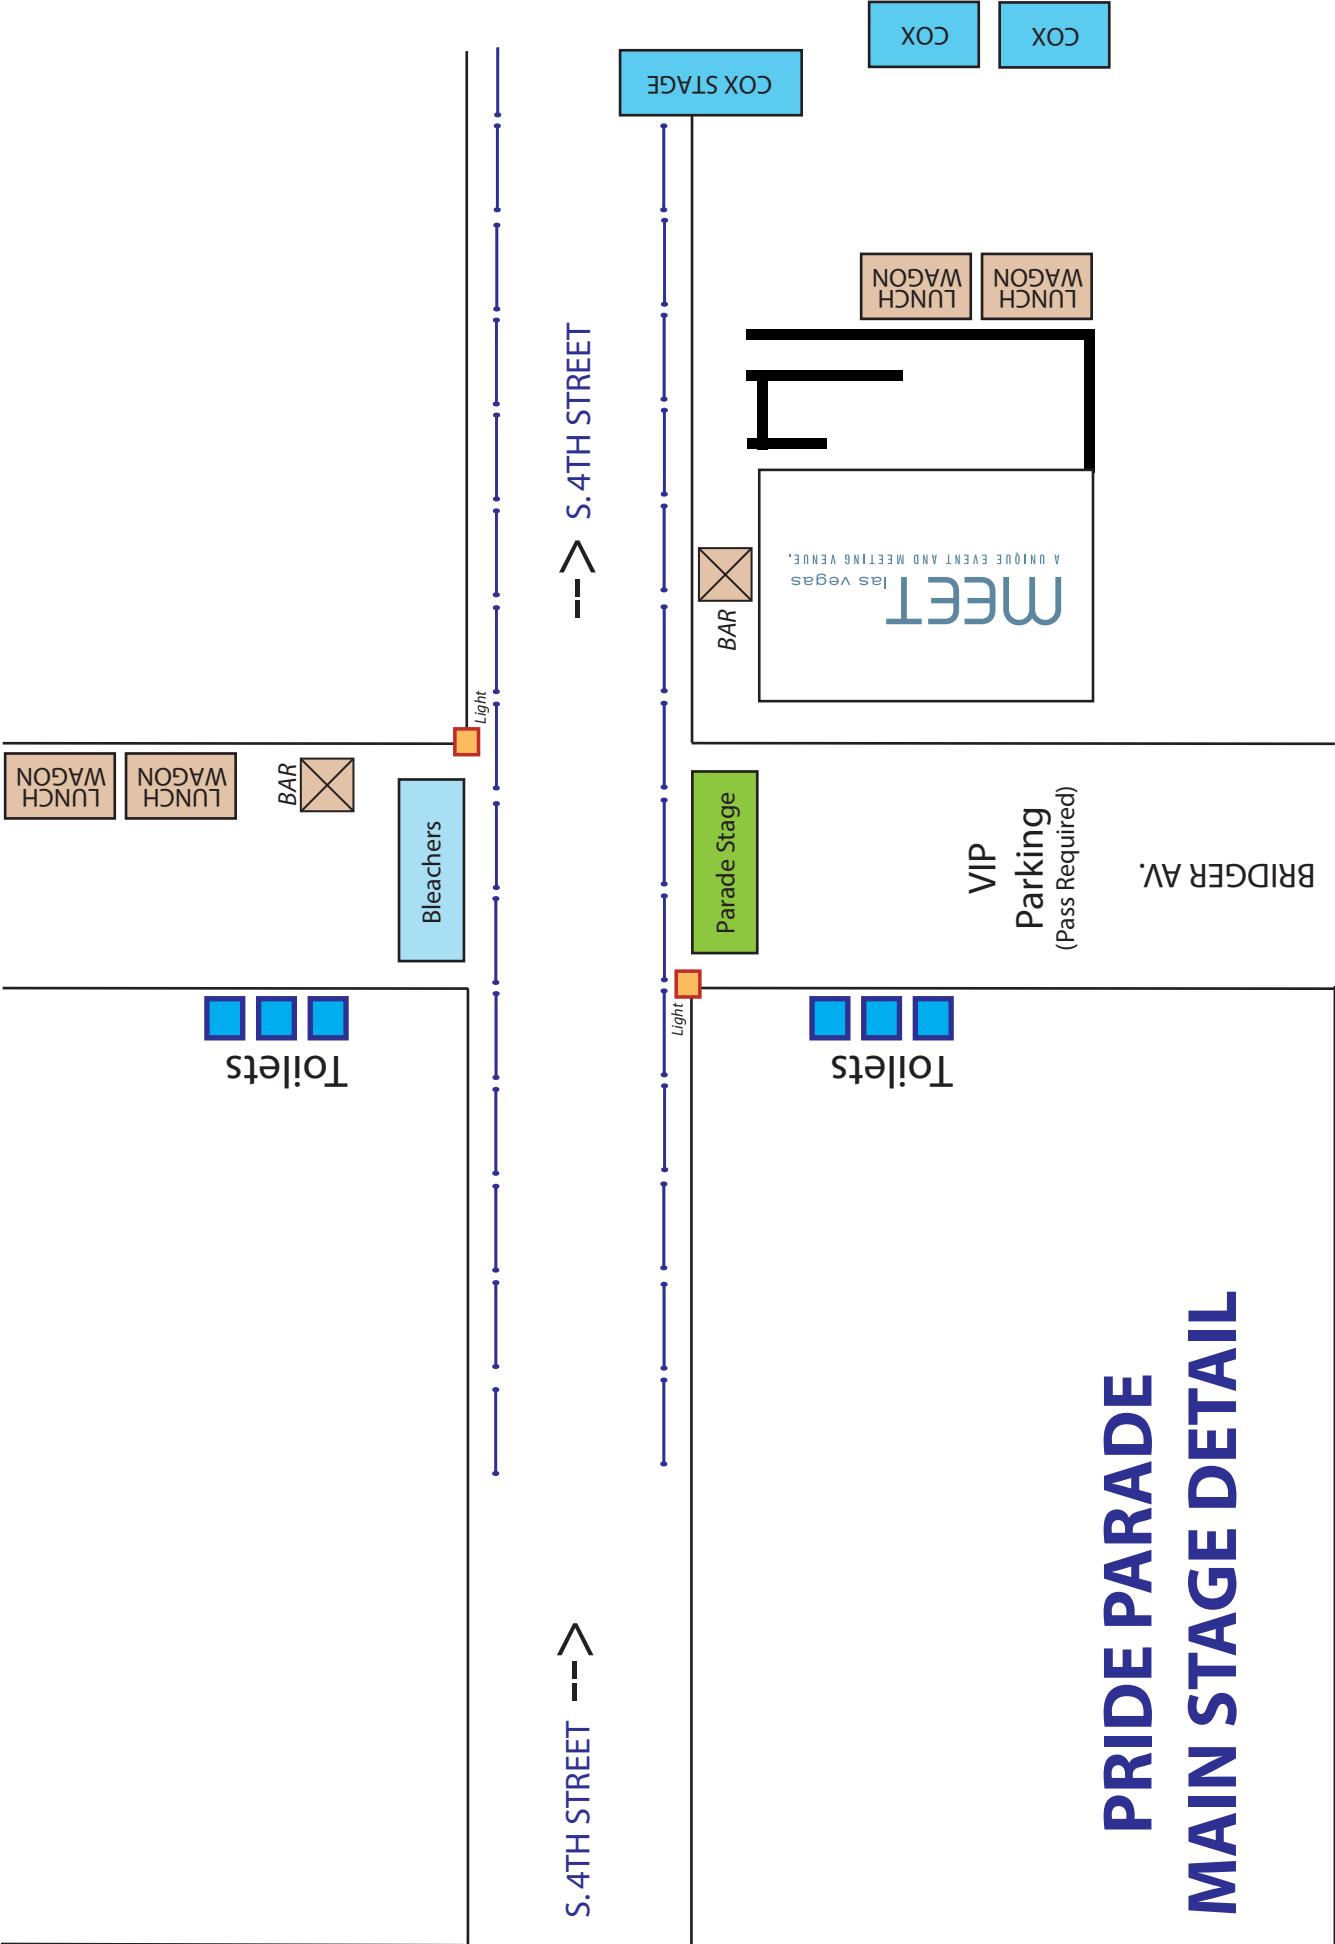 COX
COX
COX STAGE
LUNCH
WAGON
LUNCH
WAGON
S. 4TH STREET
-->
MEET
las vegas
A UNIQUE EVENT AND MEETING VENUE.
BAR
Light
LUNCH
WAGON
LUNCH
WAGON
BAR
Bleachers
Parade Stage
VIP
Parking
(Pass Required)
BRIDGER AV.
Light
Toilets
Toilets
S. 4TH STREET -->
PRIDE PARADE
MAIN STAGE DETAIL